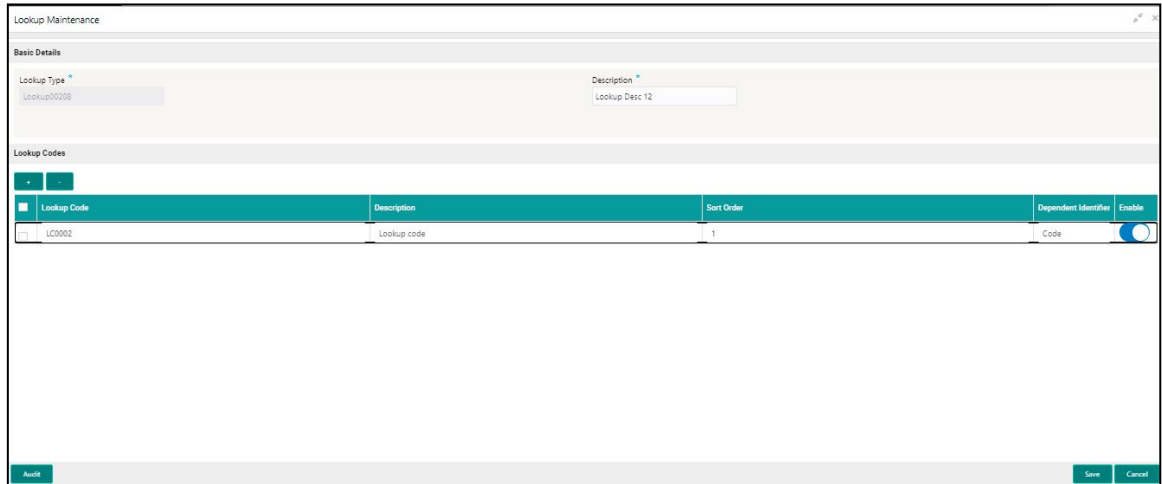 Lookup Maintenance
Basic Details
Lookup Type * Description *
Lookup00208 Lookup Desc 12
Lookup Codes
+ -
Lookup Code Description Sort Order Dependent Identifier Enable
LC0002 Lookup code 1 Code
Audit Save Cancel